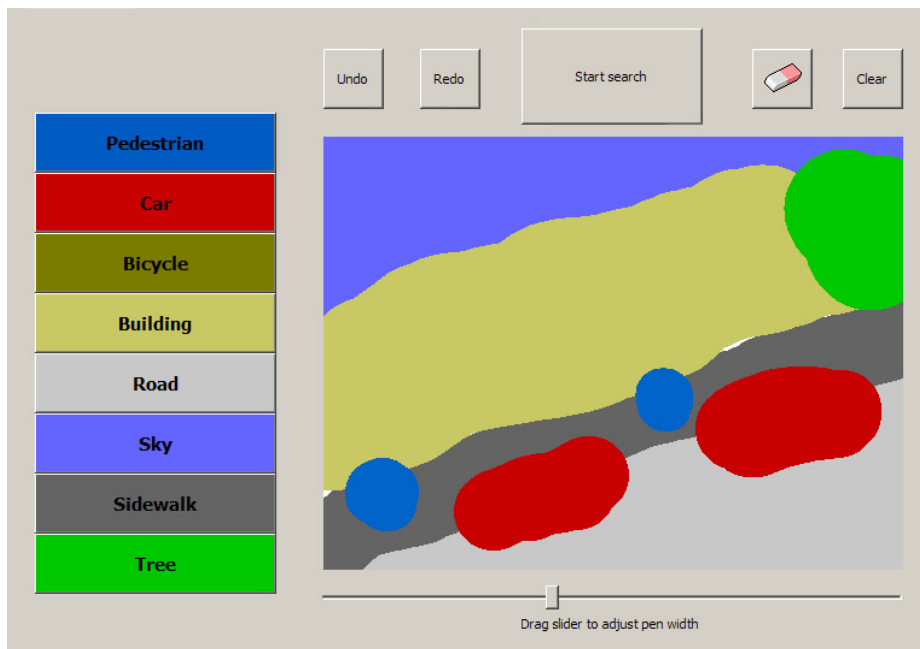 Undo
Redo
Start search
Clear
Pedestrian
Car
Bicycle
Building
Road
Sky
Sidewalk
Tree
Drag slider to adjust pen width